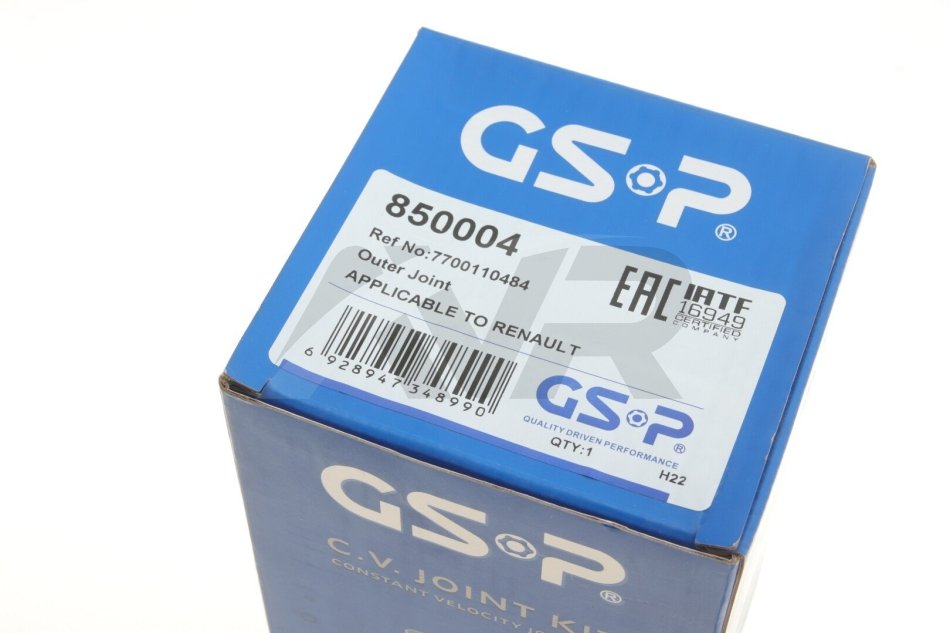 GSP®
850004
Ref No:7700110484
Outer Joint
APPLICABLE TO RENAULT
EAC IATF
16949
CERTIFIED
COMPANY
6 928947 348990
GSP®
QUALITY DRIVEN PERFORMANCE
QTY:1
H22
NR
GSP®
C.V. JOINT KIT
CONSTANT VELOCITY